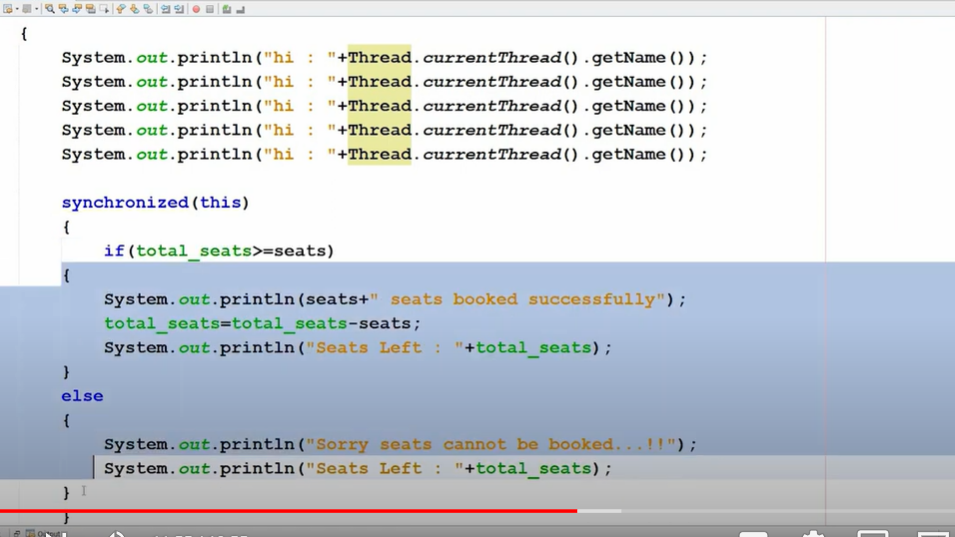 {
System.out.println("hi : "+Thread.currentThread().getName());
System.out.println("hi : "+Thread.currentThread().getName());
System.out.println("hi : "+Thread.currentThread().getName());
System.out.println("hi : "+Thread.currentThread().getName());
System.out.println("hi : "+Thread.currentThread().getName());
synchronized(this)
{
if(total_seats>=seats)
{
System.out.println(seats+" seats booked successfully");
total_seats=total_seats-seats;
System.out.println("Seats Left : "+total_seats);
}
else
{
System.out.println("Sorry seats cannot be booked...!!");
System.out.println("Seats Left : "+total_seats);
}
}